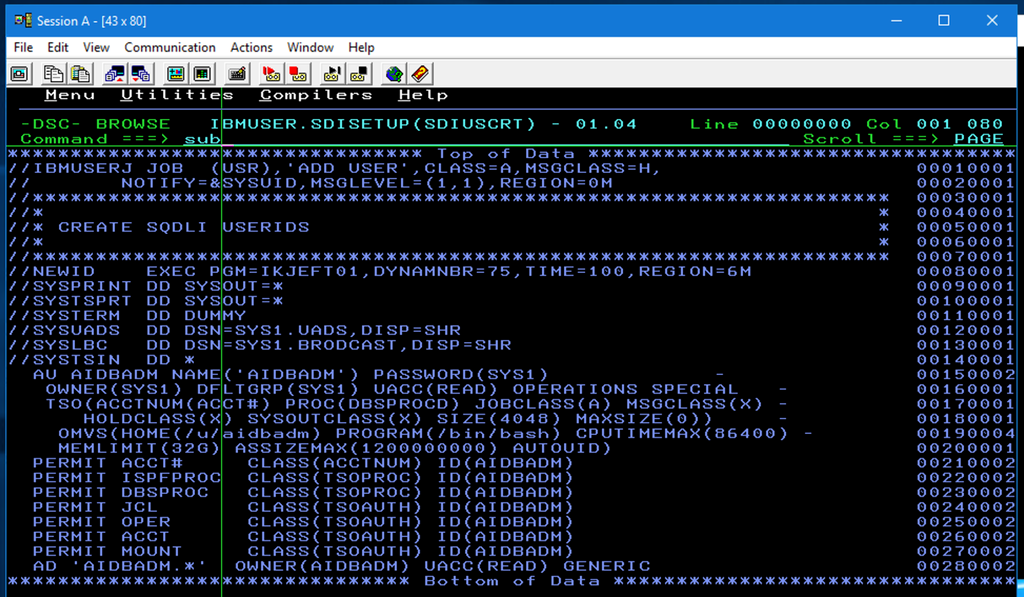 Session A - [43 x 80]
File Edit View Communication Actions Window Help
Menu Utilities Compilers Help
-DSC- BROWSE IBMUSER.SDISETUP(SDIUSCRT) - 01.04 Line 00000000 Col 001 080
Command ===> sub Scroll ===> PAGE
********************************* Top of Data **********************************
//IBMUSERJ JOB (USR),'ADD USER',CLASS=A,MSGCLASS=H, 00010001
// NOTIFY=&SYSUID,MSGLEVEL=(1,1),REGION=0M 00020001
//******************************************************************** 00030001
//* * 00040001
//* CREATE SQDLI USERIDS * 00050001
//* * 00060001
//******************************************************************** 00070001
//NEWID EXEC PGM=IKJEFT01,DYNAMNBR=75,TIME=100,REGION=6M 00080001
//SYSPRINT DD SYSOUT=* 00090001
//SYSTSPRT DD SYSOUT=* 00100001
//SYSTERM DD DUMMY 00110001
//SYSUADS DD DSN=SYS1.UADS,DISP=SHR 00120001
//SYSLBC DD DSN=SYS1.BRODCAST,DISP=SHR 00130001
//SYSTSIN DD * 00140001
AU AIDBADM NAME('AIDBADM') PASSWORD(SYS1) - 00150002
OWNER(SYS1) DFLTGRP(SYS1) UACC(READ) OPERATIONS SPECIAL - 00160001
TSO(ACCTNUM(ACCT#) PROC(DBSPROCD) JOBCLASS(A) MSGCLASS(X) - 00170001
HOLDCLASS(X) SYSOUTCLASS(X) SIZE(4048) MAXSIZE(0)) - 00180001
OMVS(HOME(/u/aidbadm) PROGRAM(/bin/bash) CPUTIMEMAX(86400) - 00190004
MEMLIMIT(32G) ASSIZEMAX(1200000000) AUTOUID) 00200001
PERMIT ACCT# CLASS(ACCTNUM) ID(AIDBADM) 00210002
PERMIT ISPFPROC CLASS(TSOPROC) ID(AIDBADM) 00220002
PERMIT DBSPROC CLASS(TSOPROC) ID(AIDBADM) 00230002
PERMIT JCL CLASS(TSOAUTH) ID(AIDBADM) 00240002
PERMIT OPER CLASS(TSOAUTH) ID(AIDBADM) 00250002
PERMIT ACCT CLASS(TSOAUTH) ID(AIDBADM) 00260002
PERMIT MOUNT CLASS(TSOAUTH) ID(AIDBADM) 00270002
AD 'AIDBADM.*' OWNER(AIDBADM) UACC(READ) GENERIC 00280002
******************************** Bottom of Data ********************************